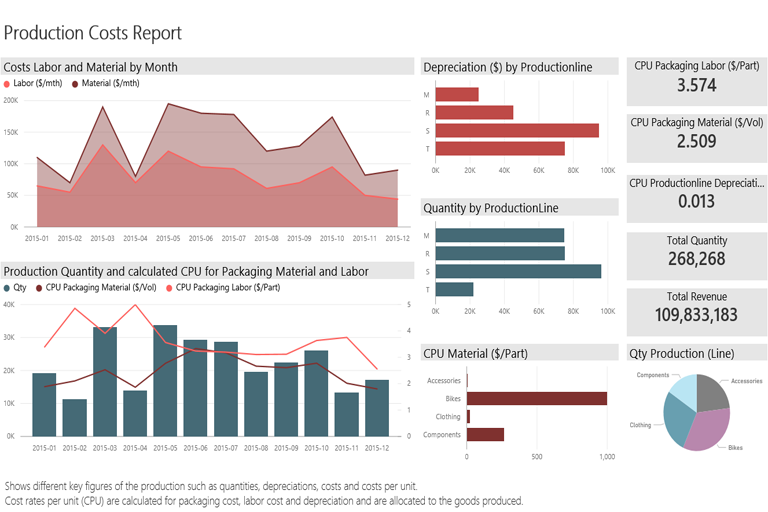 Production Costs Report
Costs Labor and Material by Month
Labor ($/mth) Material ($/mth)
200K
150K
100K
50K
0K
2015-01 2015-02 2015-03 2015-04 2015-05 2015-06 2015-07 2015-08 2015-09 2015-10 2015-11 2015-12
Production Quantity and calculated CPU for Packaging Material and Labor
Qty CPU Packaging Material ($/Vol) CPU Packaging Labor ($/Part)
40K 5
4
30K
3
20K
2
10K
1
0K 0
2015-01 2015-02 2015-03 2015-04 2015-05 2015-06 2015-07 2015-08 2015-09 2015-10 2015-11 2015-12
Depreciation ($) by Productionline
M
R
S
T
0K 20K 40K 60K 80K 100K
Quantity by ProductionLine
M
R
S
T
0K 20K 40K 60K 80K 100K
CPU Material ($/Part)
Accessories
Bikes
Clothing
Components
0 500 1,000
CPU Packaging Labor ($/Part)
3.574
CPU Packaging Material ($/Vol)
2.509
CPU Productionline Depreciati...
0.013
Total Quantity
268,268
Total Revenue
109,833,183
Qty Production (Line)
Components
Accessories
Clothing
Bikes
Shows different key figures of the production such as quantities, depreciations, costs and costs per unit.
Cost rates per unit (CPU) are calculated for packaging cost, labor cost and depreciation and are allocated to the goods produced.